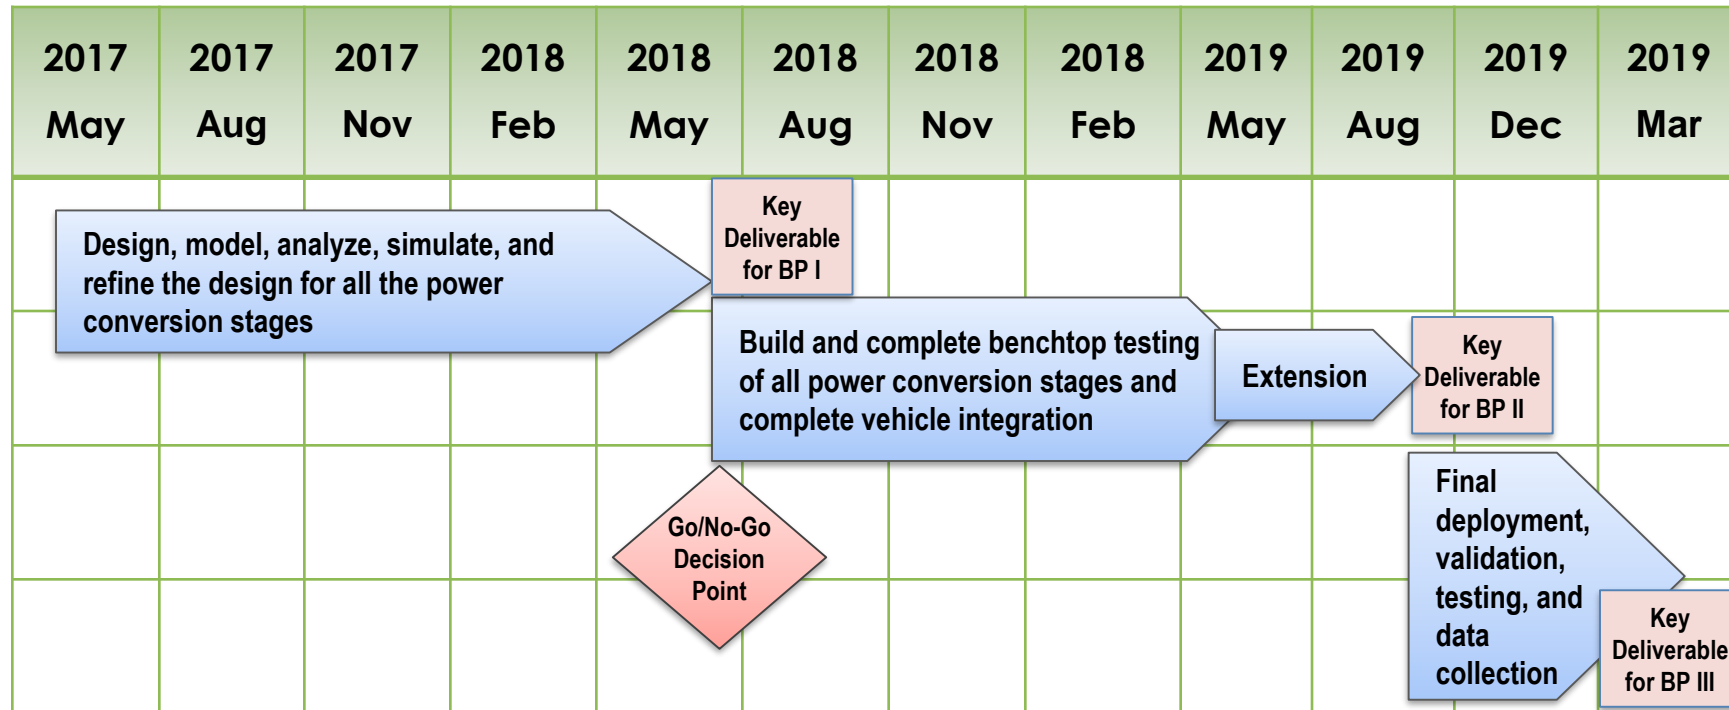 2017 2017 2017 2018 2018 2018 2018 2018 2019 2019 2019 2019
May Aug Nov Feb May Aug Nov Feb May Aug Dec Mar
Design, model, analyze, simulate, and
refine the design for all the power
conversion stages
Key
Deliverable
for BP I
Build and complete benchtop testing
of all power conversion stages and
complete vehicle integration
Extension
Key
Deliverable
for BP II
Go/No-Go
Decision
Point
Final
deployment,
validation,
testing, and
data
collection
Key
Deliverable
for BP III